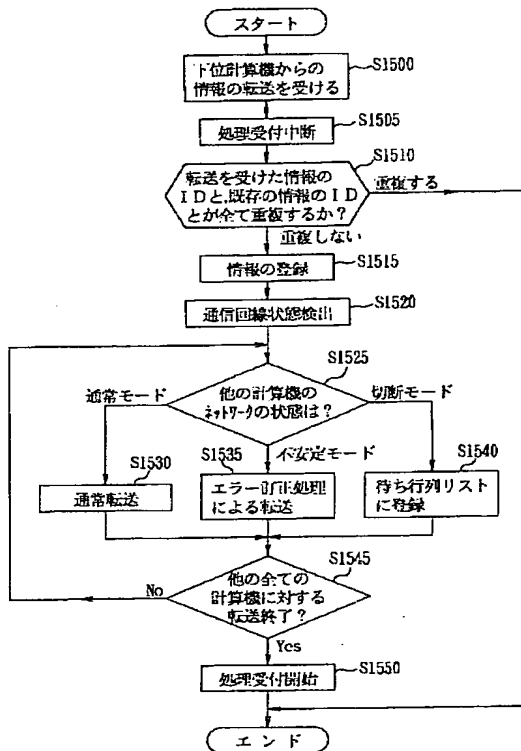 スタート
下位計算機からの
情報の転送を受ける
S1500
処理受付中断
S1505
転送を受けた情報の
IDと,既存の情報のID
とが全て重複するか？
S1510
重複する
重複しない
情報の登録
S1515
通信回線状態検出
S1520
他の計算機の
ネットワークの状態は？
S1525
通常モード
不安定モード
切断モード
通常転送
S1530
エラー訂正処理
による転送
S1535
待ち行列リスト
に登録
S1540
他の全ての
計算機に対する
転送終了？
S1545
No
Yes
処理受付開始
S1550
エンド